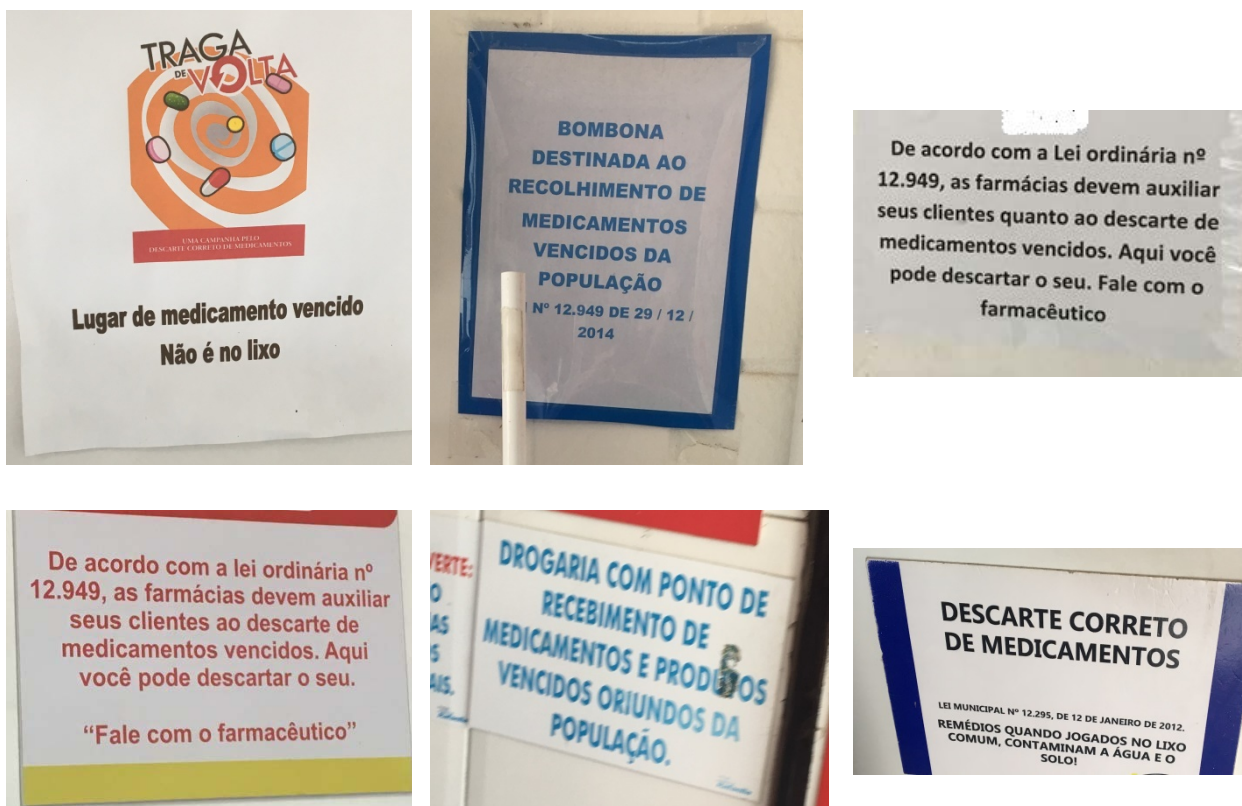 TRAGA
DE VOLTA
UMA CAMPANHA PELO
DESCARTE CORRETO DE MEDICAMENTOS
Lugar de medicamento vencido
Não é no lixo
BOMBONA
DESTINADA AO
RECOLHIMENTO DE
MEDICAMENTOS
VENCIDOS DA
POPULAÇÃO
Nº 12.949 DE 29 / 12 /
2014
De acordo com a Lei ordinária nº
12.949, as farmácias devem auxiliar
seus clientes quanto ao descarte de
medicamentos vencidos. Aqui você
pode descartar o seu. Fale com o
farmacêutico
De acordo com a lei ordinária nº
12.949, as farmácias devem auxiliar
seus clientes ao descarte de
medicamentos vencidos. Aqui
você pode descartar o seu.
“Fale com o farmacêutico”
VERTE:
O
AS
S
AIS.
DROGARIA COM PONTO DE
RECEBIMENTO DE
MEDICAMENTOS E PRODUTOS
VENCIDOS ORIUNDOS DA
POPULAÇÃO.
DESCARTE CORRETO
DE MEDICAMENTOS
LEI MUNICIPAL Nº 12.295, DE 12 DE JANEIRO DE 2012.
REMÉDIOS QUANDO JOGADOS NO LIXO
COMUM, CONTAMINAM A ÁGUA E O
SOLO!